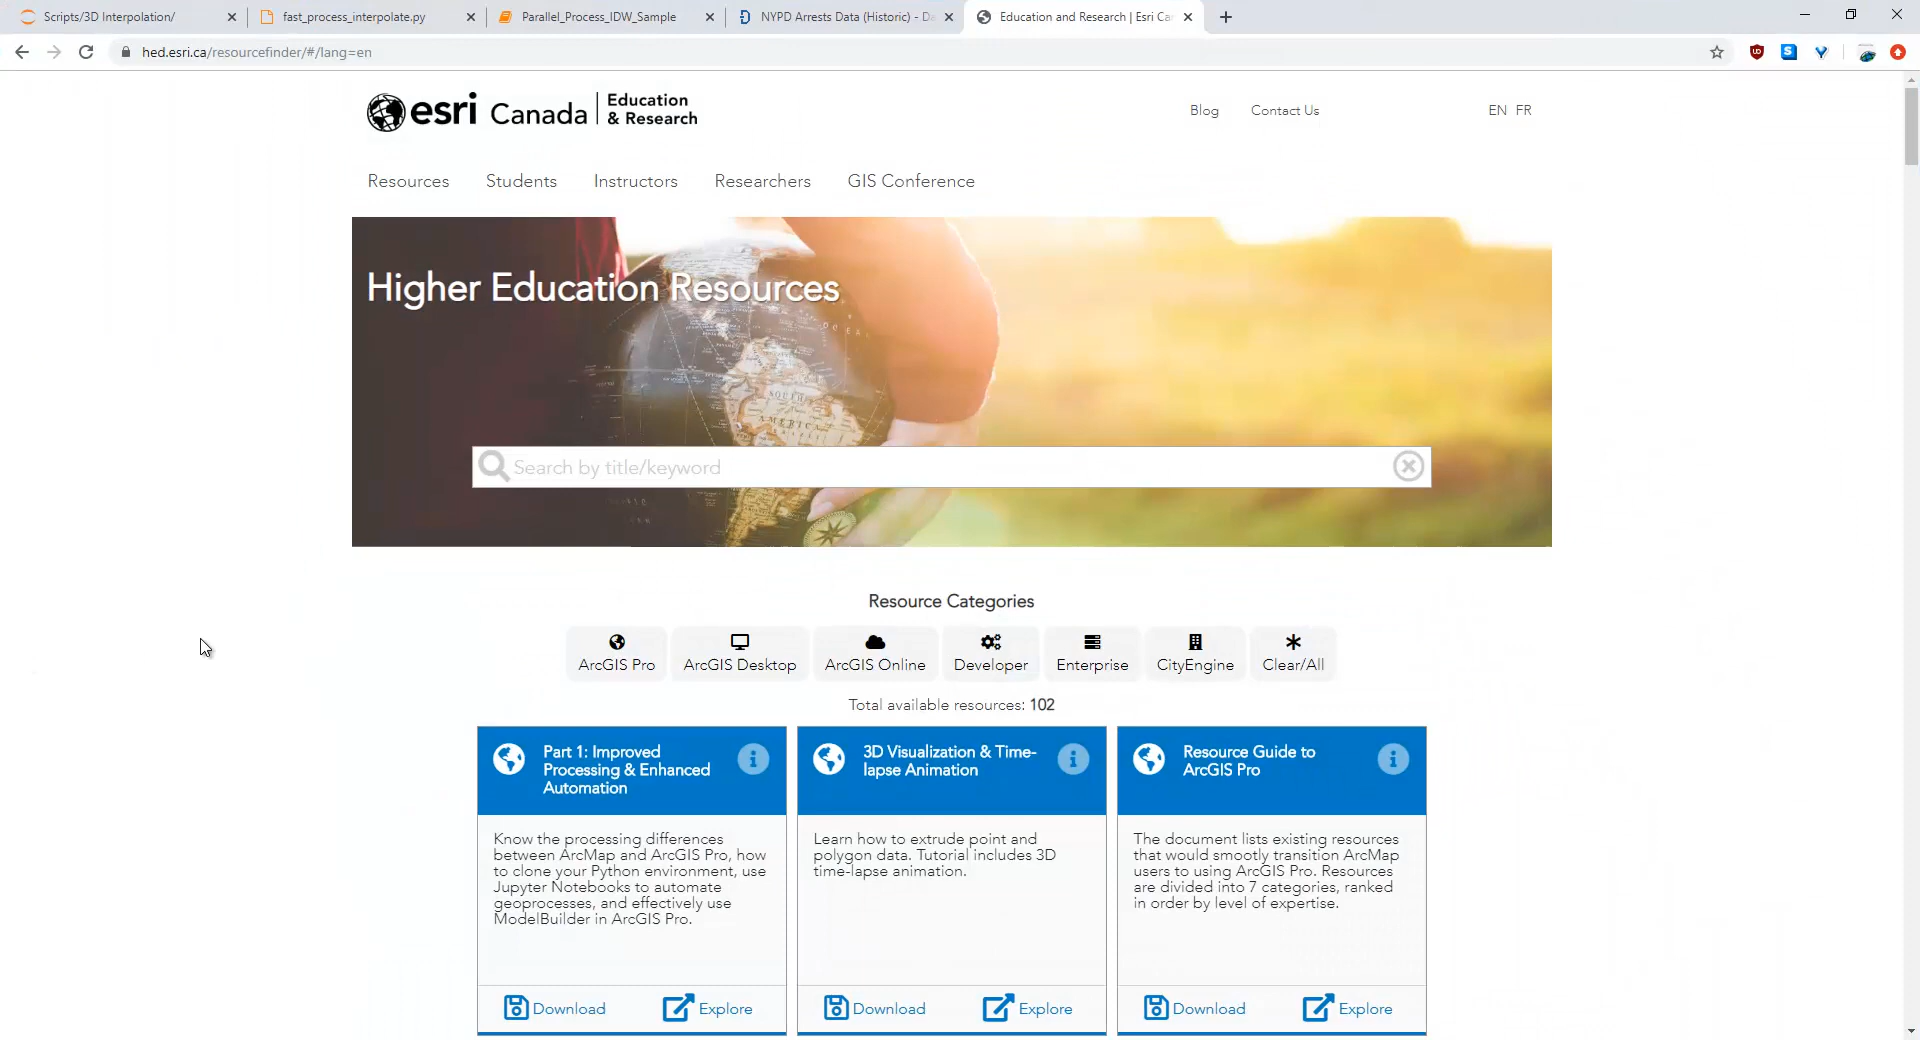 Scripts/3D Interpolation/
fast_process_interpolate.py
Parallel_Process_IDW_Sample
NYPD Arrests Data (Historic) - Da
Education and Research | Esri Ca
hed.esri.ca/resourcefinder/#/lang=en
esri Canada
Education
& Research
Blog
Contact Us
EN FR
Resources
Students
Instructors
Researchers
GIS Conference
Higher Education Resources
SOUTH
AMERICA
Search by title/keyword
Resource Categories
ArcGIS Pro
ArcGIS Desktop
ArcGIS Online
Developer
Enterprise
CityEngine
Clear/All
Total available resources: 102
Part 1: Improved
Processing & Enhanced
Automation
Know the processing differences
between ArcMap and ArcGIS Pro, how
to clone your Python environment, use
Jupyter Notebooks to automate
geoprocesses, and effectively use
ModelBuilder in ArcGIS Pro.
Download
Explore
3D Visualization & Time-
lapse Animation
Learn how to extrude point and
polygon data. Tutorial includes 3D
time-lapse animation.
Download
Explore
Resource Guide to
ArcGIS Pro
The document lists existing resources
that would smootly transition ArcMap
users to using ArcGIS Pro. Resources
are divided into 7 categories, ranked
in order by level of expertise.
Download
Explore